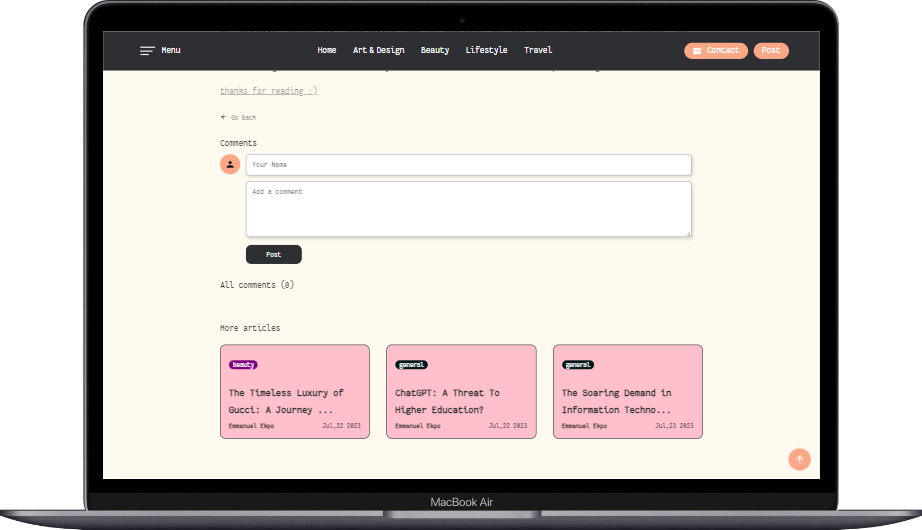 Menu
Home Art & Design Beauty Lifestyle Travel
Contact Post
thanks for reading :)
← Go Back
Comments
Your Name
Add a comment
Post
All comments (0)
More articles
beauty
The Timeless Luxury of
Gucci: A Journey ...
Emmanuel Ekpo Jul,22 2023
general
ChatGPT: A Threat To
Higher Education?
Emmanuel Ekpo Jul,22 2023
general
The Soaring Demand in
Information Techno...
Emmanuel Ekpo Jul,23 2023
MacBook Air